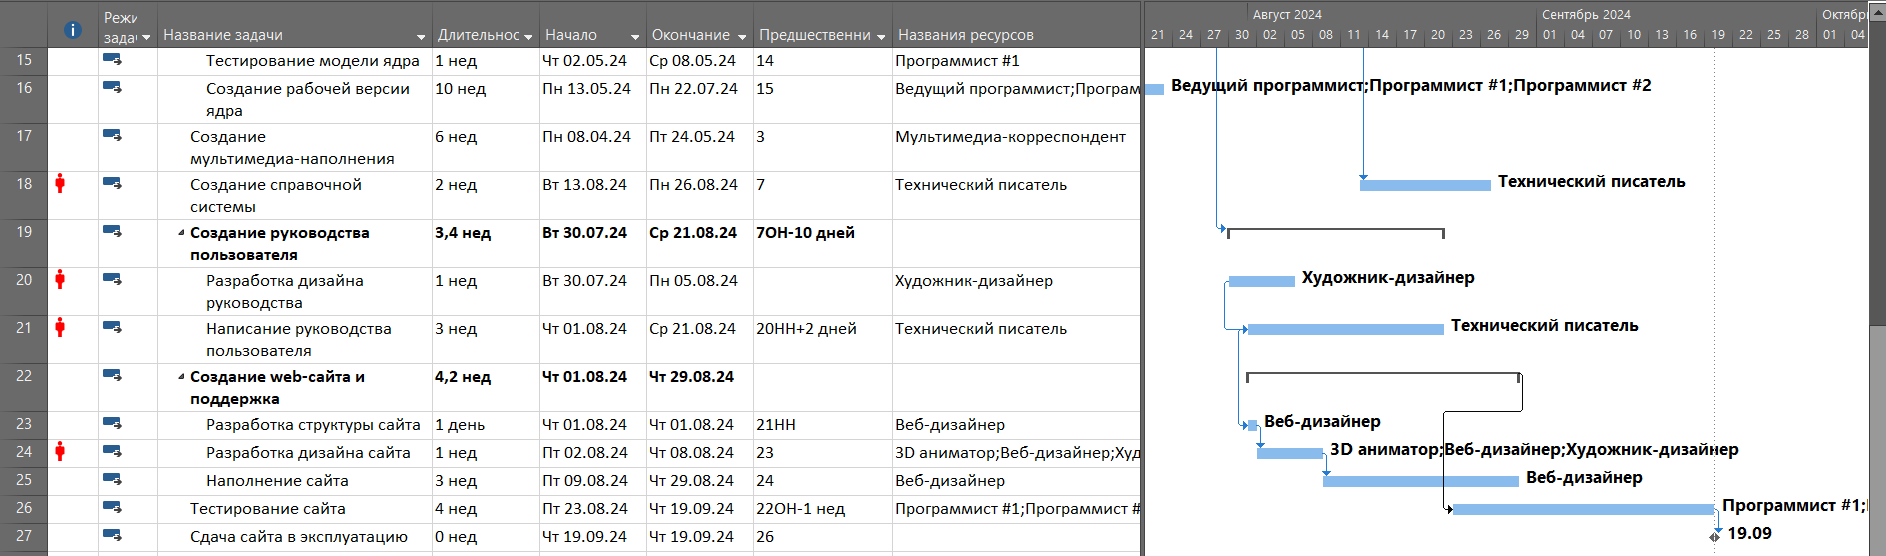 Режи
задач
Название задачи
Длительнос
Начало
Окончание
Предшественни
Названия ресурсов
Август 2024
Сентябрь 2024
Октябрь
21 24 27 30 02 05 08 11 14 17 20 23 26 29 01 04 07 10 13 16 19 22 25 28 01 04
15 Тестирование модели ядра 1 нед Чт 02.05.24 Ср 08.05.24 14 Программист #1
16 Создание рабочей версии 10 нед Пн 13.05.24 Пн 22.07.24 15 Ведущий программист;Програм
ядра
Ведущий программист;Программист #1;Программист #2
17 Создание 6 нед Пн 08.04.24 Пт 24.05.24 3 Мультимедиа-корреспондент
мультимедиа-наполнения
18 Создание справочной 2 нед Вт 13.08.24 Пн 26.08.24 7 Технический писатель
системы
Технический писатель
19 Создание руководства 3,4 нед Вт 30.07.24 Ср 21.08.24 7ОН-10 дней
пользователя
20 Разработка дизайна 1 нед Вт 30.07.24 Пн 05.08.24 Художник-дизайнер
руководства
Художник-дизайнер
21 Написание руководства 3 нед Чт 01.08.24 Ср 21.08.24 20НН+2 дней Технический писатель
пользователя
Технический писатель
22 Создание web-сайта и 4,2 нед Чт 01.08.24 Чт 29.08.24
поддержка
23 Разработка структуры сайта 1 день Чт 01.08.24 Чт 01.08.24 21НН Веб-дизайнер
Веб-дизайнер
24 Разработка дизайна сайта 1 нед Пт 02.08.24 Чт 08.08.24 23 3D аниматор;Веб-дизайнер;Худ
3D аниматор;Веб-дизайнер;Художник-дизайнер
25 Наполнение сайта 3 нед Пт 09.08.24 Чт 29.08.24 24 Веб-дизайнер
Веб-дизайнер
26 Тестирование сайта 4 нед Пт 23.08.24 Чт 19.09.24 22ОН-1 нед Программист #1;Программист #
Программист #1;
27 Сдача сайта в эксплуатацию 0 нед Чт 19.09.24 Чт 19.09.24 26
19.09